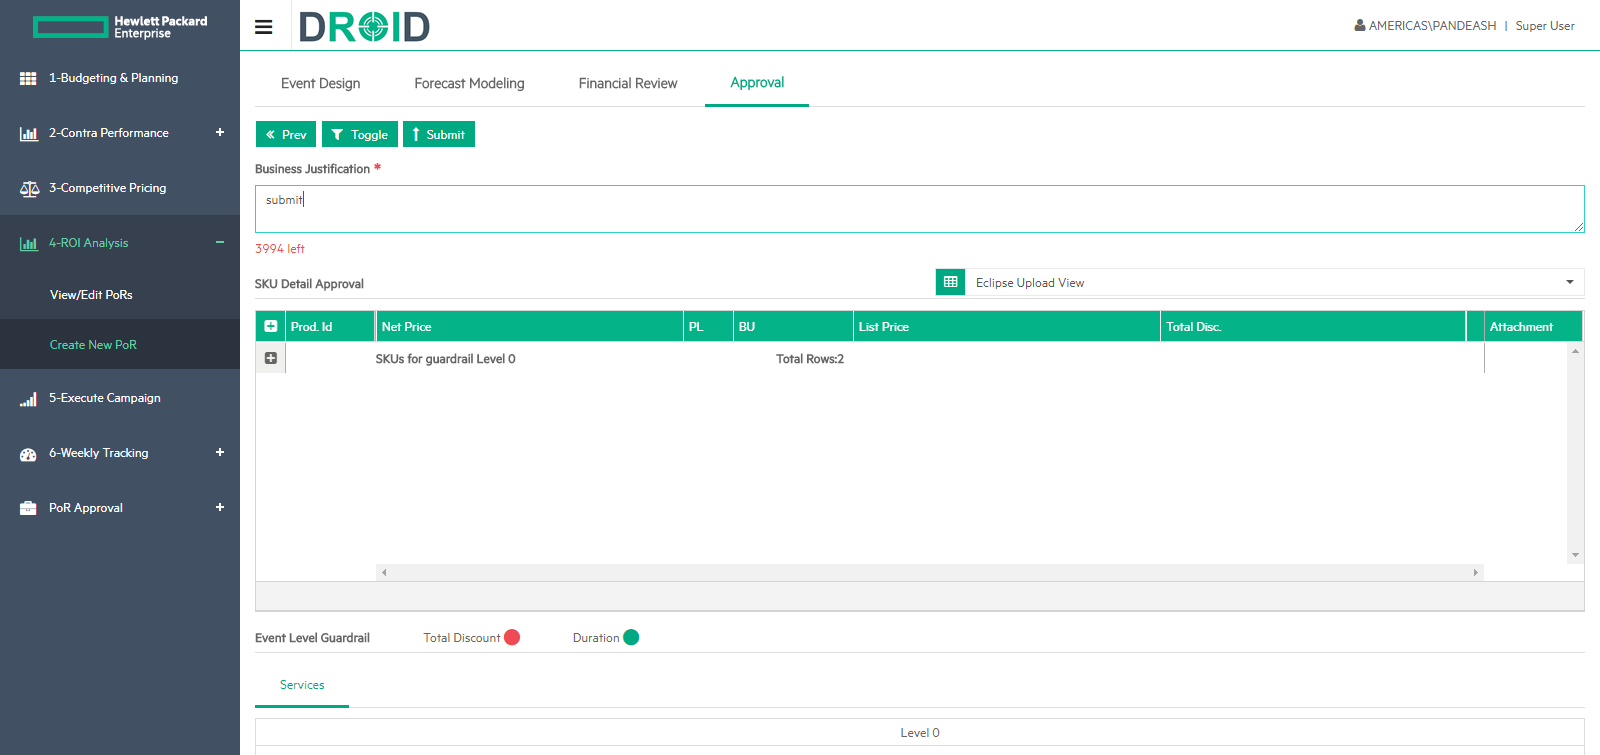 Hewlett Packard
Enterprise
DROID
AMERICAS\PANDEASH | Super User
1-Budgeting & Planning
2-Contra Performance +
3-Competitive Pricing
4-ROI Analysis −
View/Edit PoRs
Create New PoR
5-Execute Campaign
6-Weekly Tracking +
PoR Approval +
Event Design Forecast Modeling Financial Review Approval
Prev Toggle Submit
Business Justification *
submit
3994 left
SKU Detail Approval Eclipse Upload View
Prod. Id Net Price PL BU List Price Total Disc. Attachment
SKUs for guardrail Level 0 Total Rows:2
Event Level Guardrail Total Discount Duration
Services
Level 0